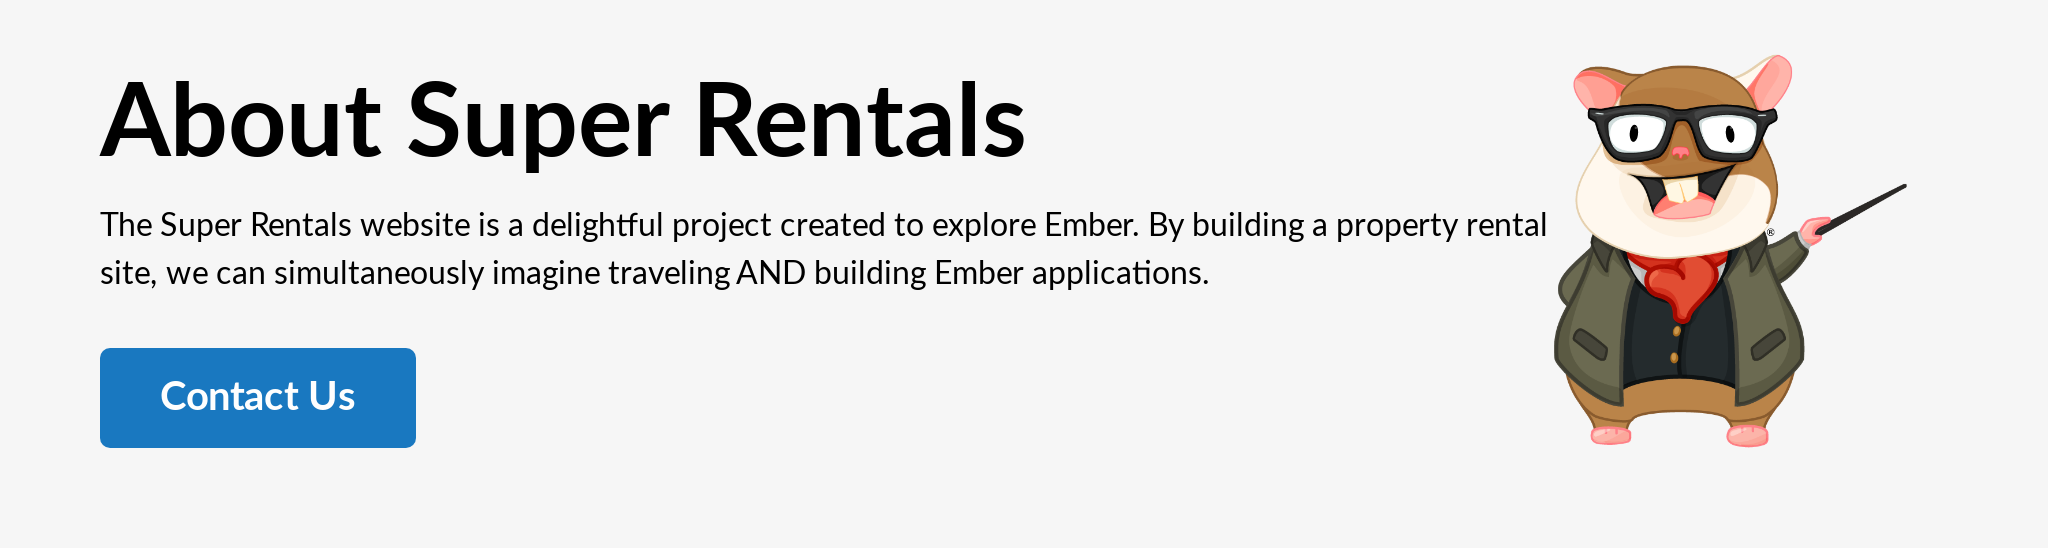 About Super Rentals
The Super Rentals website is a delightful project created to explore Ember. By building a property rental
site, we can simultaneously imagine traveling AND building Ember applications.
®
Contact Us